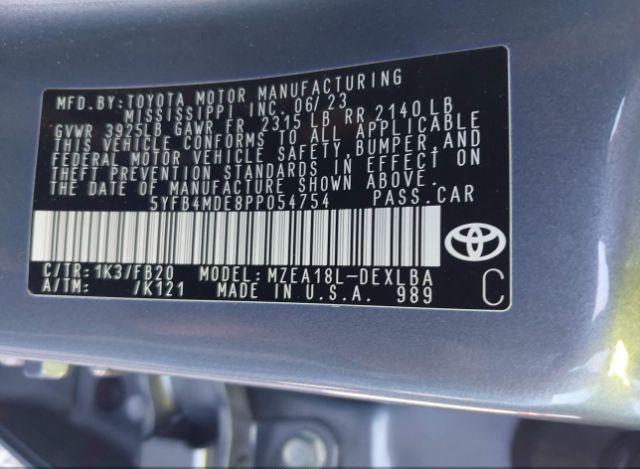 MFD.BY:TOYOTA MOTOR MANUFACTURING
MISSISSIPPI INC. 06/23
GVWR 3925LB GAWR FR 2315 LB RR 2140 LB
THIS VEHICLE CONFORMS TO ALL APPLICABLE
FEDERAL MOTOR VEHICLE SAFETY,BUMPER,AND
THEFT PREVENTION STANDARDS IN EFFECT ON
THE DATE OF MANUFACTURE SHOWN ABOVE.
5YFB4MDE8PP054754 PASS.CAR
C/TR:1K3/FB20 MODEL:MZEA18L-DEXLBA
A/TM: /K121 MADE IN U.S.A. 989
C